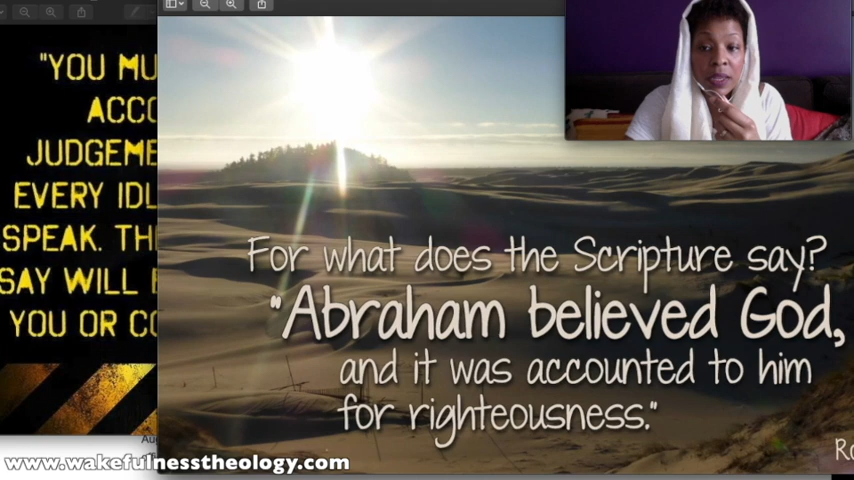 "YOU MU
ACCO
JUDGEME
EVERY IDL
SPEAK. TH
SAY WILL
YOU OR CO
For what does the Scripture say?
"Abraham believed God,
and it was accounted to him
for righteousness."
Ro
www.wakefulnesstheology.com